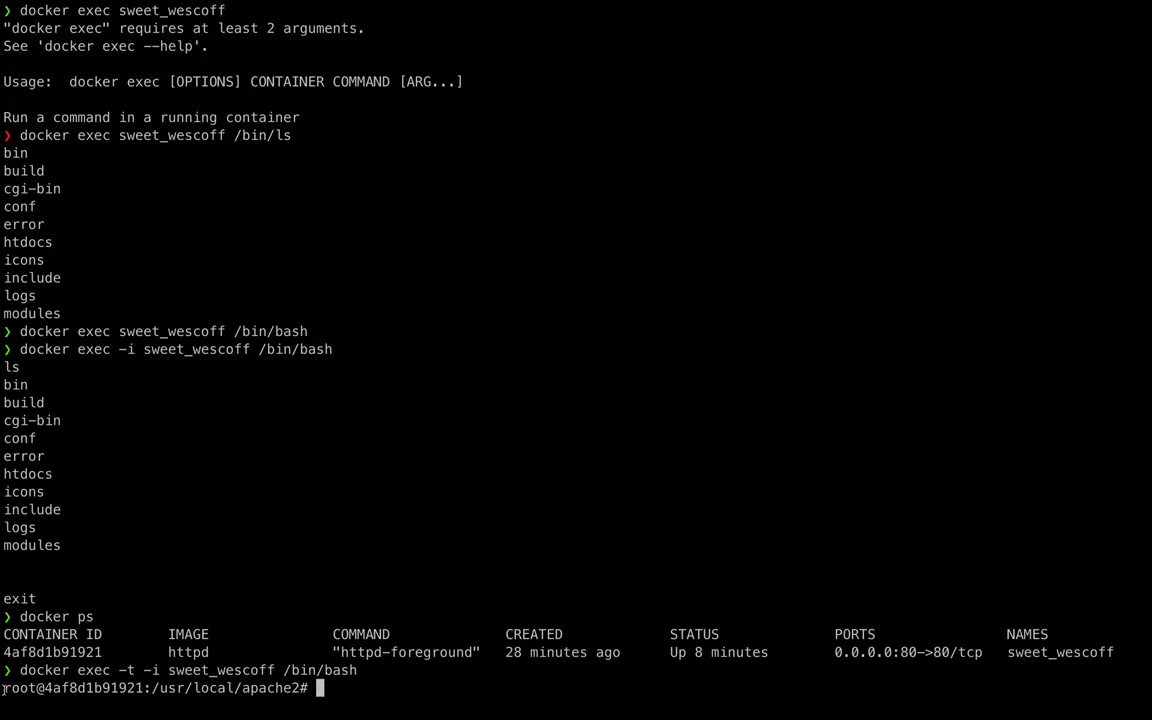 ❯ docker exec sweet_wescoff
"docker exec" requires at least 2 arguments.
See 'docker exec --help'.
Usage:  docker exec [OPTIONS] CONTAINER COMMAND [ARG...]
Run a command in a running container
❯ docker exec sweet_wescoff /bin/ls
bin
build
cgi-bin
conf
error
htdocs
icons
include
logs
modules
❯ docker exec sweet_wescoff /bin/bash
❯ docker exec -i sweet_wescoff /bin/bash
ls
bin
build
cgi-bin
conf
error
htdocs
icons
include
logs
modules
exit
❯ docker ps
CONTAINER ID        IMAGE               COMMAND              CREATED             STATUS              PORTS                NAMES
4af8d1b91921        httpd               "httpd-foreground"   28 minutes ago      Up 8 minutes        0.0.0.0:80->80/tcp   sweet_wescoff
❯ docker exec -t -i sweet_wescoff /bin/bash
root@4af8d1b91921:/usr/local/apache2#